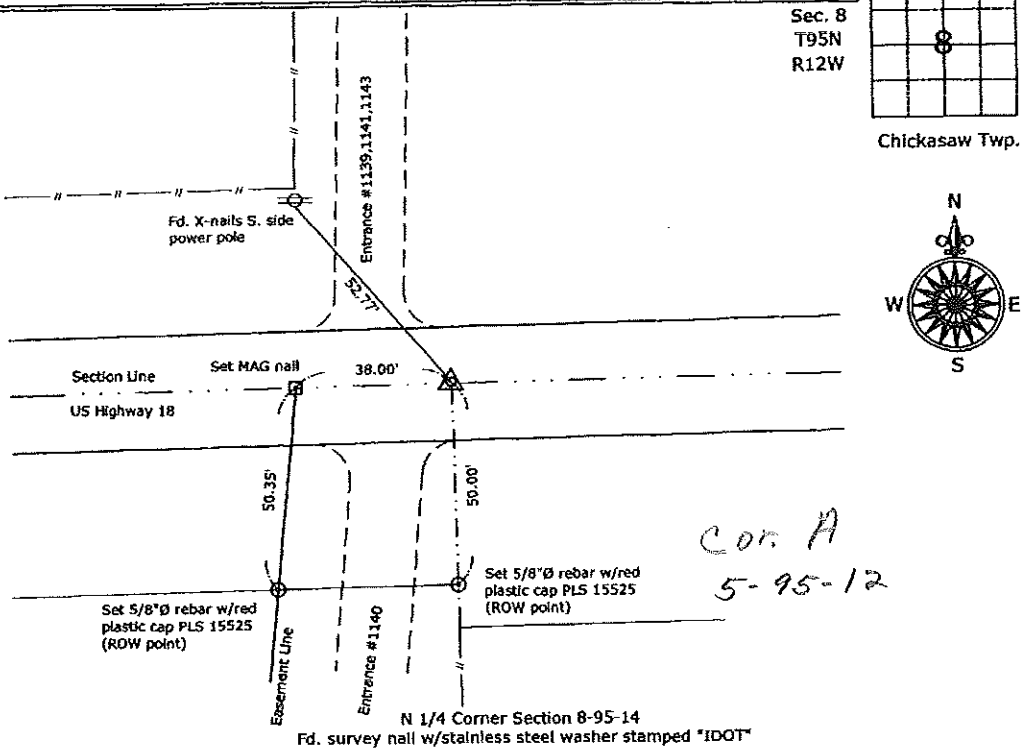 Sec. 8
T95N
R12W
8
Chickasaw Twp.
N
W E
S
Entrance #1139,1141,1143
Fd. X-nails S. side
power pole
52.77'
Section Line
Set MAG nail
38.00'
US Highway 18
50.35'
50.00'
Cor. A
5-95-12
Set 5/8"Ø rebar w/red
plastic cap PLS 15525
(ROW point)
Set 5/8"Ø rebar w/red
plastic cap PLS 15525
(ROW point)
Easement Line
Entrance #1140
N 1/4 Corner Section 8-95-14
Fd. survey nail w/stainless steel washer stamped "IDOT"